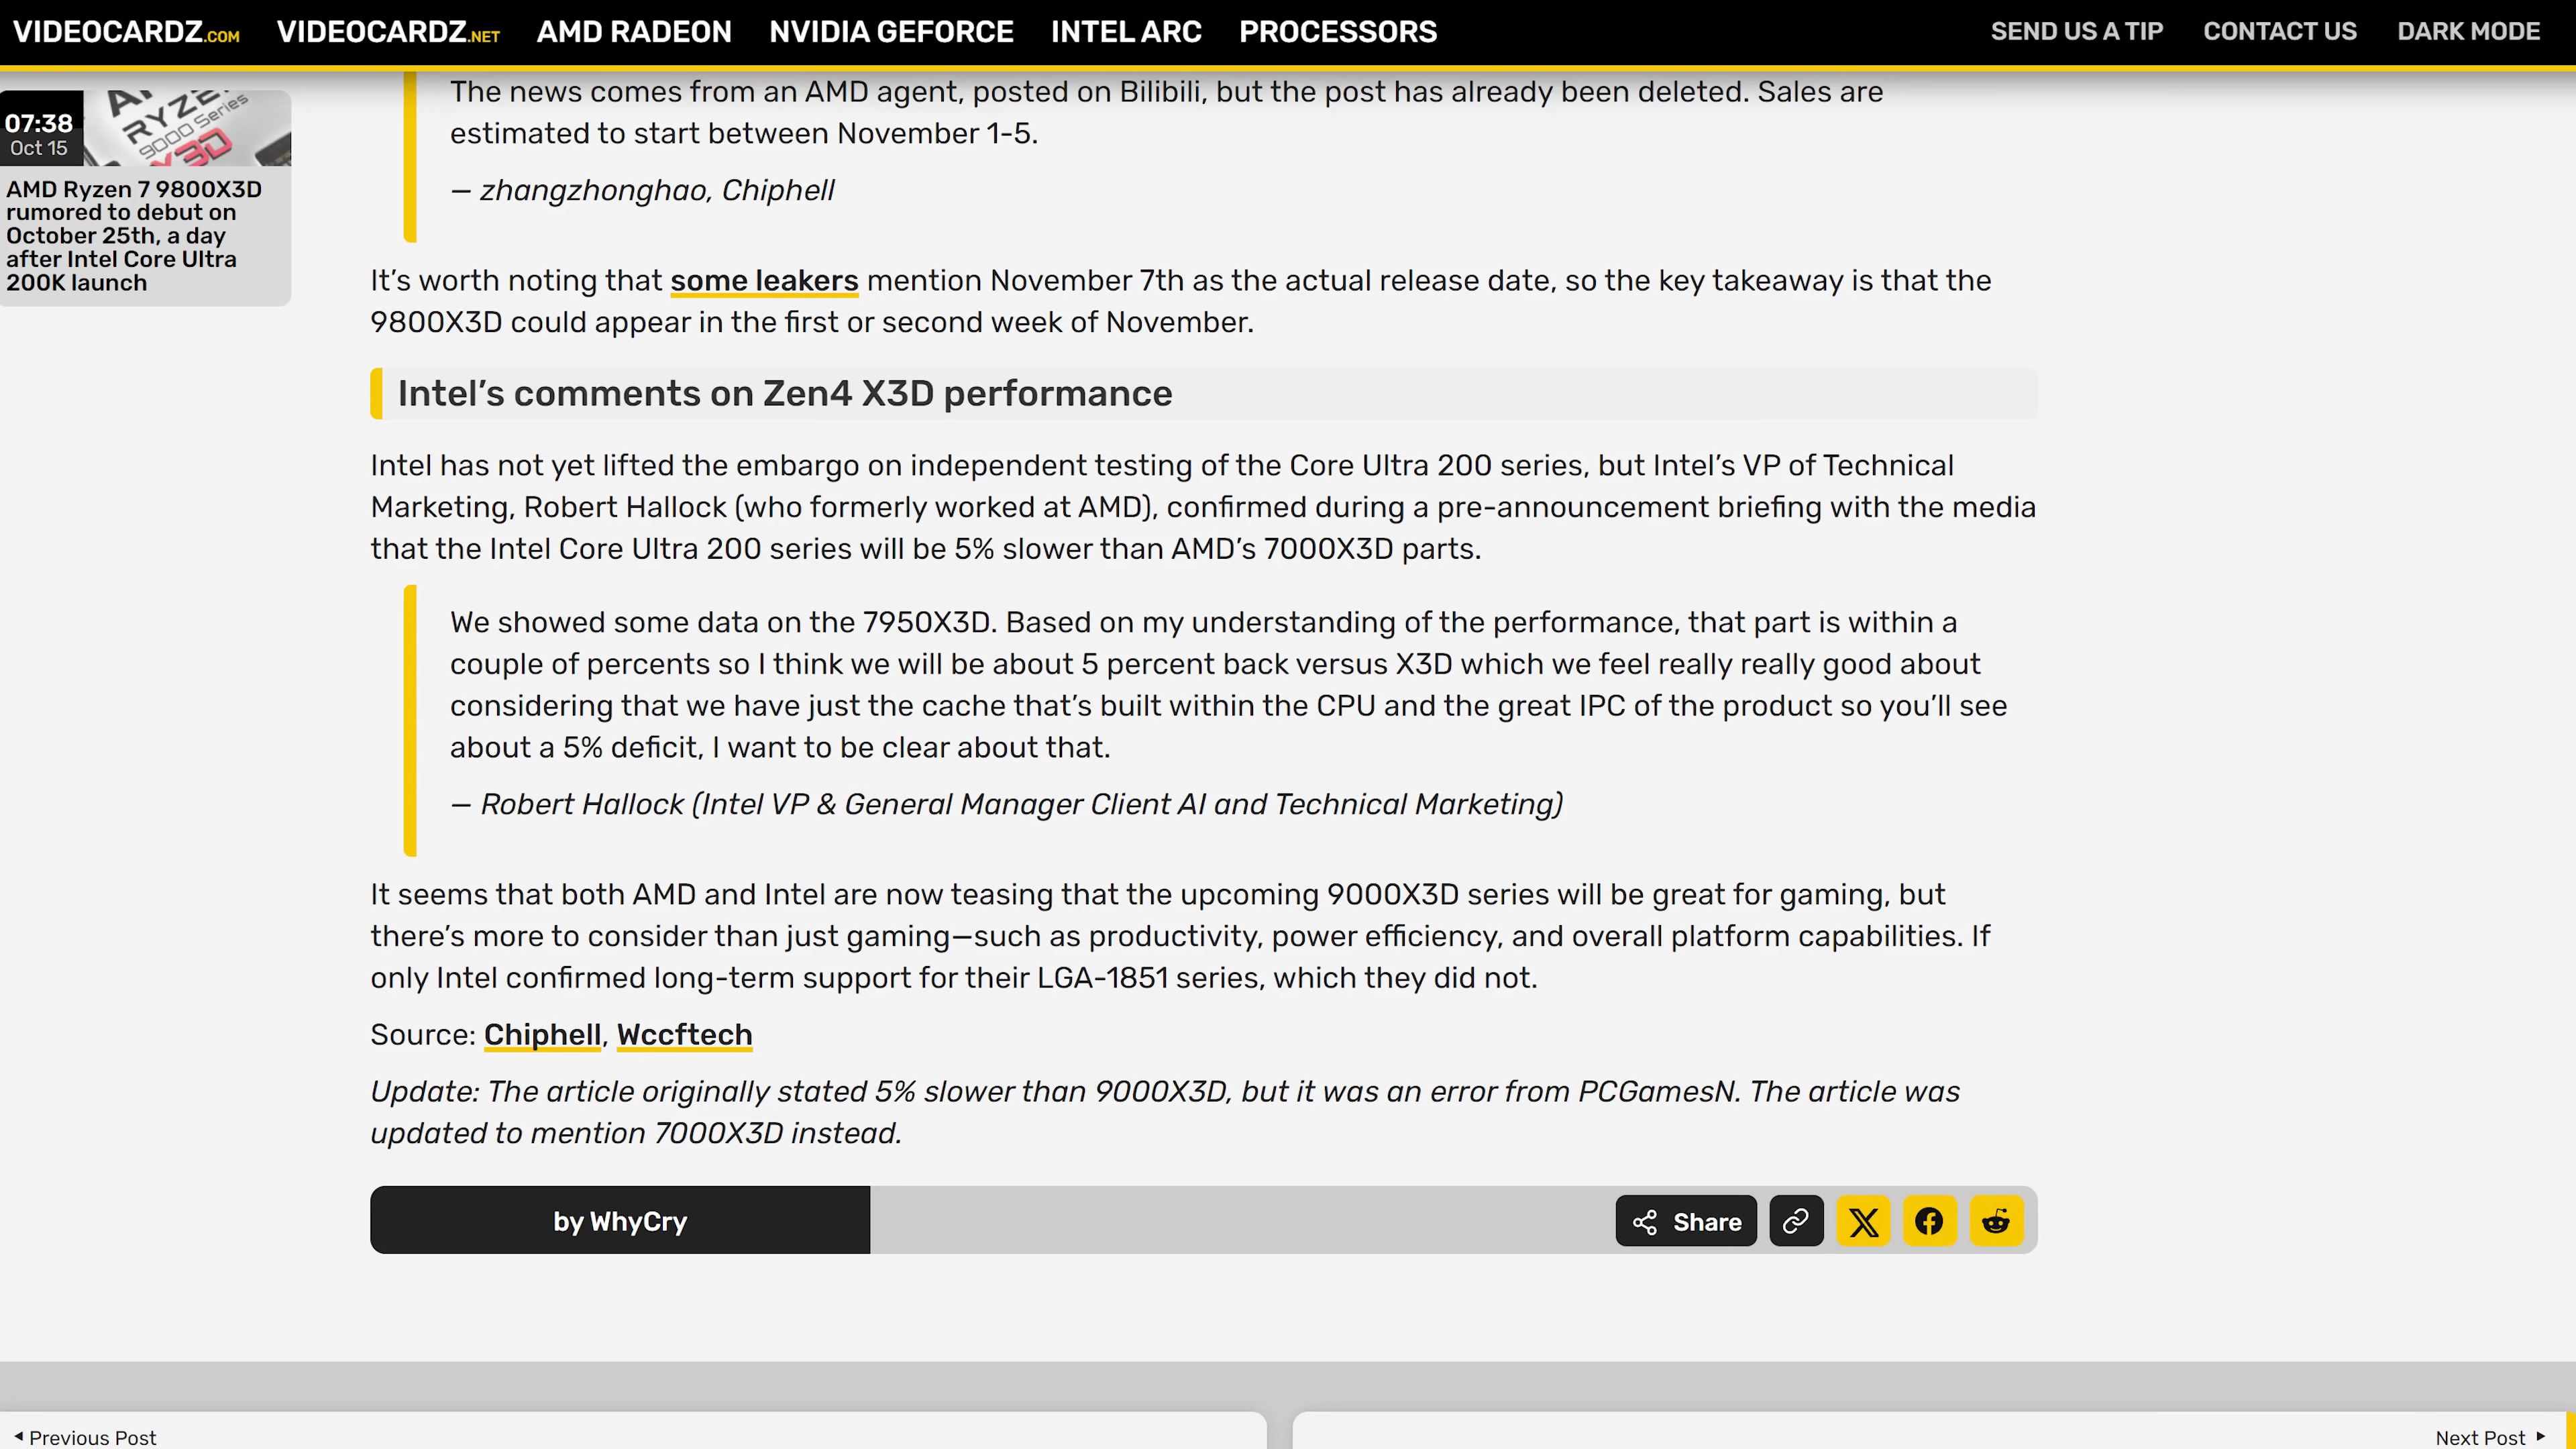 VIDEOCARDZ.COM VIDEOCARDZ.NET AMD RADEON NVIDIA GEFORCE INTEL ARC PROCESSORS SEND US A TIP CONTACT US DARK MODE
07:38
Oct 15
RYZE
9000 Series
X3D
AMD Ryzen 7 9800X3D
rumored to debut on
October 25th, a day
after Intel Core Ultra
200K launch
The news comes from an AMD agent, posted on Bilibili, but the post has already been deleted. Sales are
estimated to start between November 1-5.
— zhangzhonghao, Chiphell
It’s worth noting that some leakers mention November 7th as the actual release date, so the key takeaway is that the
9800X3D could appear in the first or second week of November.
Intel’s comments on Zen4 X3D performance
Intel has not yet lifted the embargo on independent testing of the Core Ultra 200 series, but Intel’s VP of Technical
Marketing, Robert Hallock (who formerly worked at AMD), confirmed during a pre-announcement briefing with the media
that the Intel Core Ultra 200 series will be 5% slower than AMD’s 7000X3D parts.
We showed some data on the 7950X3D. Based on my understanding of the performance, that part is within a
couple of percents so I think we will be about 5 percent back versus X3D which we feel really really good about
considering that we have just the cache that’s built within the CPU and the great IPC of the product so you’ll see
about a 5% deficit, I want to be clear about that.
— Robert Hallock (Intel VP & General Manager Client AI and Technical Marketing)
It seems that both AMD and Intel are now teasing that the upcoming 9000X3D series will be great for gaming, but
there’s more to consider than just gaming—such as productivity, power efficiency, and overall platform capabilities. If
only Intel confirmed long-term support for their LGA-1851 series, which they did not.
Source: Chiphell, Wccftech
Update: The article originally stated 5% slower than 9000X3D, but it was an error from PCGamesN. The article was
updated to mention 7000X3D instead.
by WhyCry
Share
Previous Post
Next Post